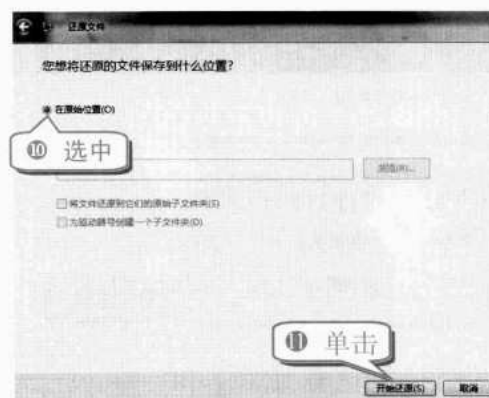 还原文件
您想将还原的文件保存到什么位置?
在原始位置(O)
⑩ 选中
浏览(R)...
将文件还原到它们的原始子文件夹(S)
为驱动器号创建一个子文件夹(D)
⑪ 单击
开始还原(S)
取消